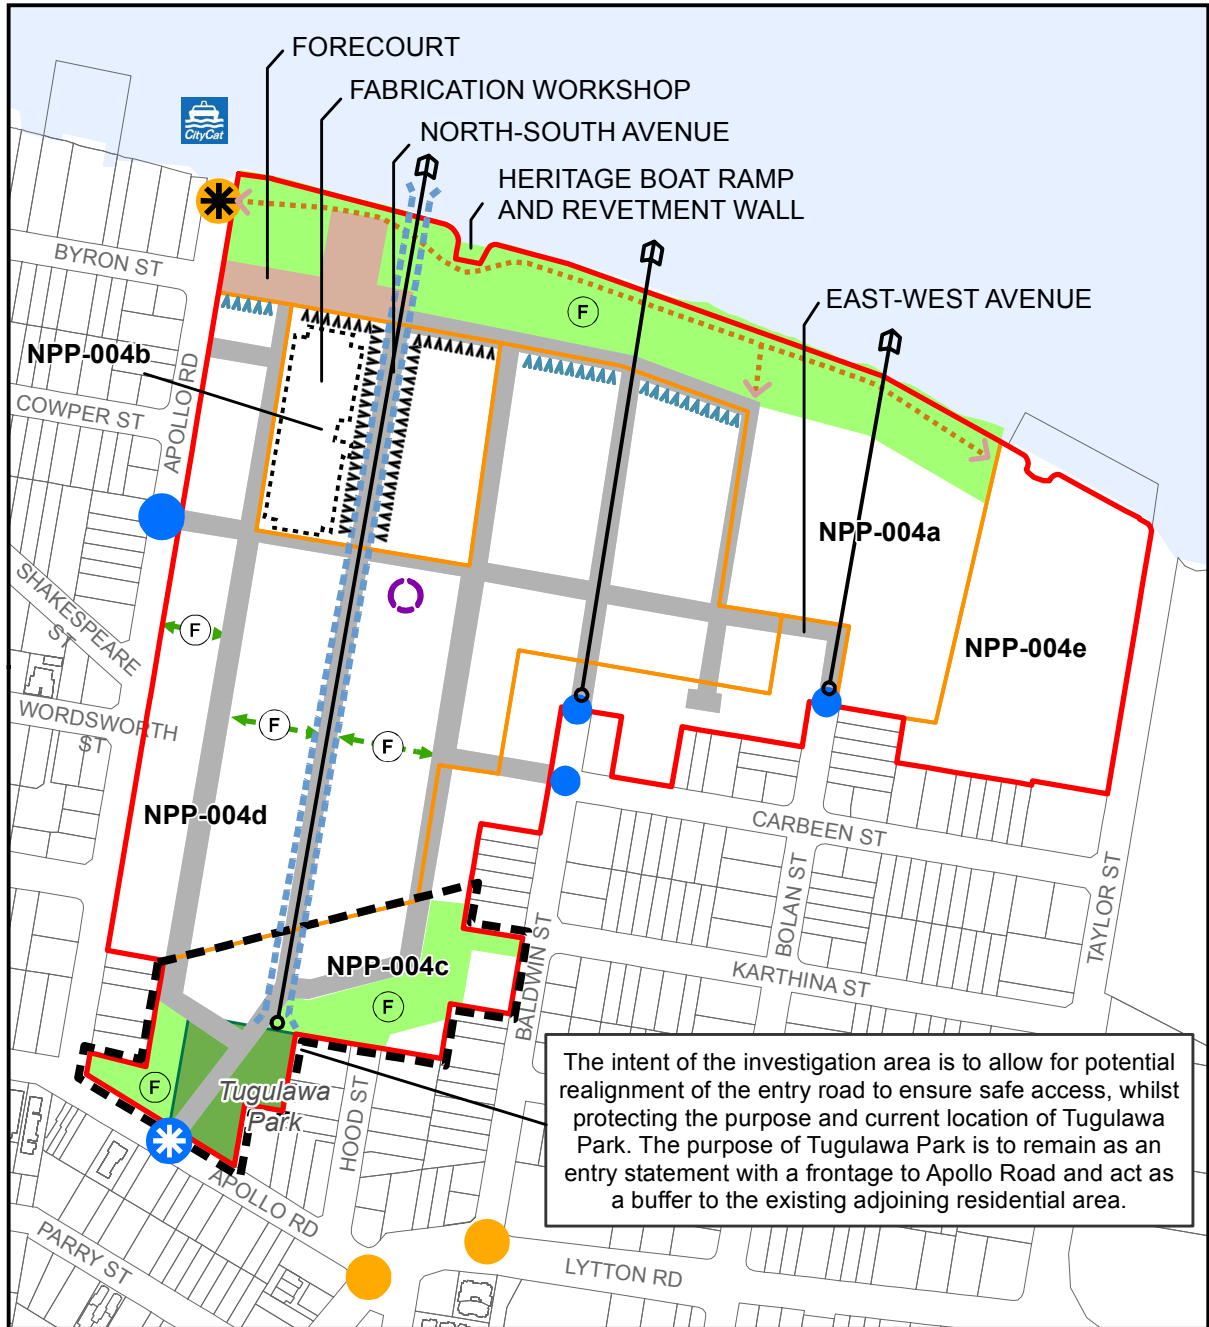 FORECOURT
FABRICATION WORKSHOP
CityCat
NORTH-SOUTH AVENUE
HERITAGE BOAT RAMP
AND REVETMENT WALL
BYRON ST
EAST-WEST AVENUE
F
NPP-004b
APOLLO RD
COWPER ST
NPP-004a
SHAKESPEARE
ST
F
NPP-004e
WORDSWORTH
ST
F
F
NPP-004d
CARBEEN ST
BOLAN ST
TAYLOR ST
NPP-004c
BALDWIN ST
KARTHINA ST
F
F
Tugulawa
Park
HOOD ST
The intent of the investigation area is to allow for potential
realignment of the entry road to ensure safe access, whilst
protecting the purpose and current location of Tugulawa
Park. The purpose of Tugulawa Park is to remain as an
entry statement with a frontage to Apollo Road and act as
a buffer to the existing adjoining residential area.
APOLLO RD
PARRY ST
LYTTON RD